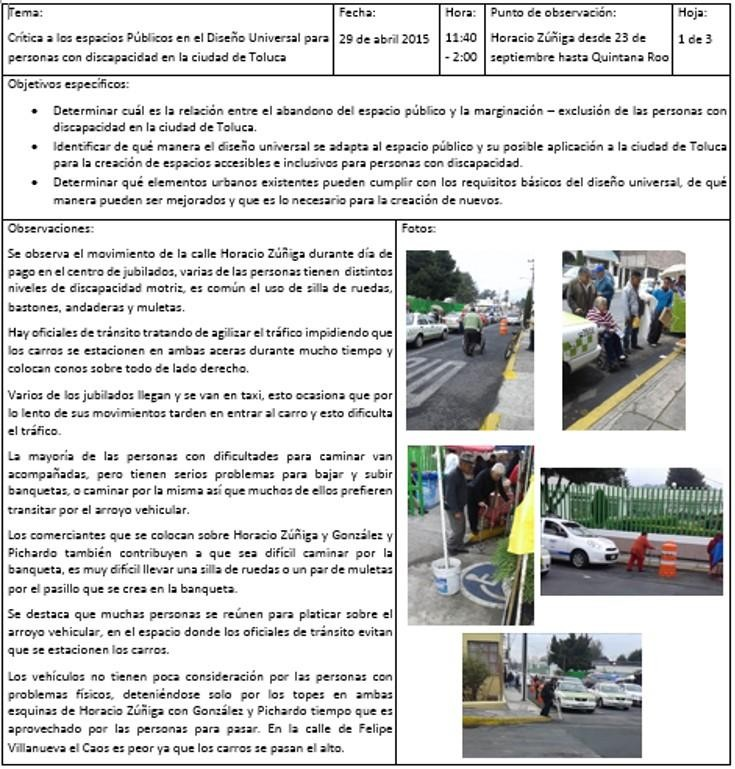 Tema:
Crítica a los espacios Públicos en el Diseño Universal para
personas con discapacidad en la ciudad de Toluca
Fecha:
29 de abril 2015
Hora:
11:40
- 2:00
Punto de observación:
Horacio Zúñiga desde 23 de
septiembre hasta Quintana Roo
Hoja:
1 de 3
Objetivos específicos:
• Determinar cuál es la relación entre el abandono del espacio público y la marginación – exclusión de las personas con
discapacidad en la ciudad de Toluca.
• Identificar de qué manera el diseño universal se adapta al espacio público y su posible aplicación a la ciudad de Toluca
para la creación de espacios accesibles e inclusivos para personas con discapacidad.
• Determinar qué elementos urbanos existentes pueden cumplir con los requisitos básicos del diseño universal, de qué
manera pueden ser mejorados y que es lo necesario para la creación de nuevos.
Observaciones:
Se observa el movimiento de la calle Horacio Zúñiga durante día de
pago en el centro de jubilados, varias de las personas tienen distintos
niveles de discapacidad motriz, es común el uso de silla de ruedas,
bastones, andaderas y muletas.
Hay oficiales de tránsito tratando de agilizar el tráfico impidiendo que
los carros se estacionen en ambas aceras durante mucho tiempo y
colocan conos sobre todo de lado derecho.
Varios de los jubilados llegan y se van en taxi, esto ocasiona que por
lo lento de sus movimientos tarden en entrar al carro y esto dificulta
el tráfico.
La mayoría de las personas con dificultades para caminar van
acompañadas, pero tienen serios problemas para bajar y subir
banquetas, o caminar por la misma así que muchos de ellos prefieren
transitar por el arroyo vehicular.
Los comerciantes que se colocan sobre Horacio Zúñiga y González y
Pichardo también contribuyen a que sea difícil caminar por la
banqueta, es muy difícil llevar una silla de ruedas o un par de muletas
por el pasillo que se crea en la banqueta.
Se destaca que muchas personas se reúnen para platicar sobre el
arroyo vehicular, en el espacio donde los oficiales de tránsito evitan
que se estacionen los carros.
Los vehículos no tienen poca consideración por las personas con
problemas físicos, deteniéndose solo por los topes en ambas
esquinas de Horacio Zúñiga con González y Pichardo tiempo que es
aprovechado por las personas para pasar. En la calle de Felipe
Villanueva el Caos es peor ya que los carros se pasan el alto.
Fotos: